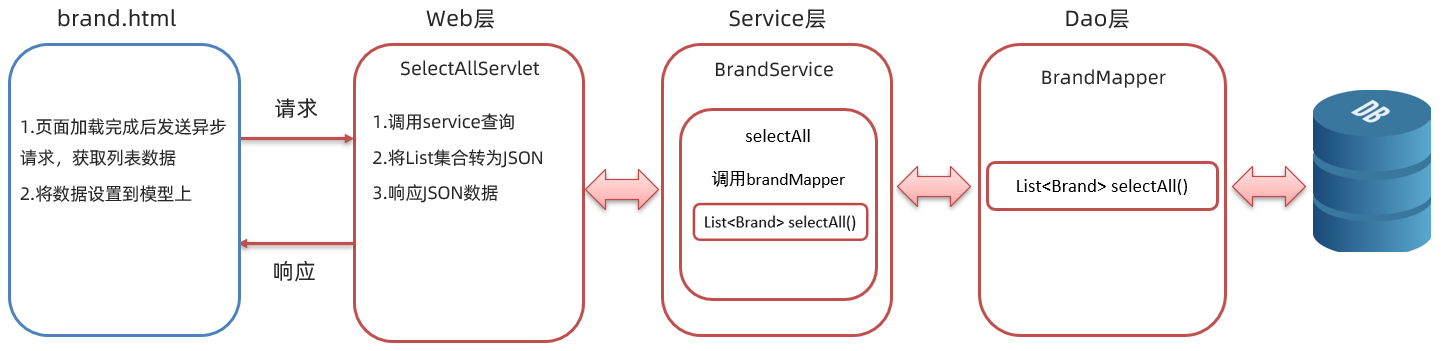 brand.html
1.页面加载完成后发送异步
请求，获取列表数据
2.将数据设置到模型上
请求
响应
Web层
SelectAllServlet
1.调用service查询
2.将List集合转为JSON
3.响应JSON数据
Service层
BrandService
selectAll
调用brandMapper
List<Brand> selectAll()
Dao层
BrandMapper
List<Brand> selectAll()
DB